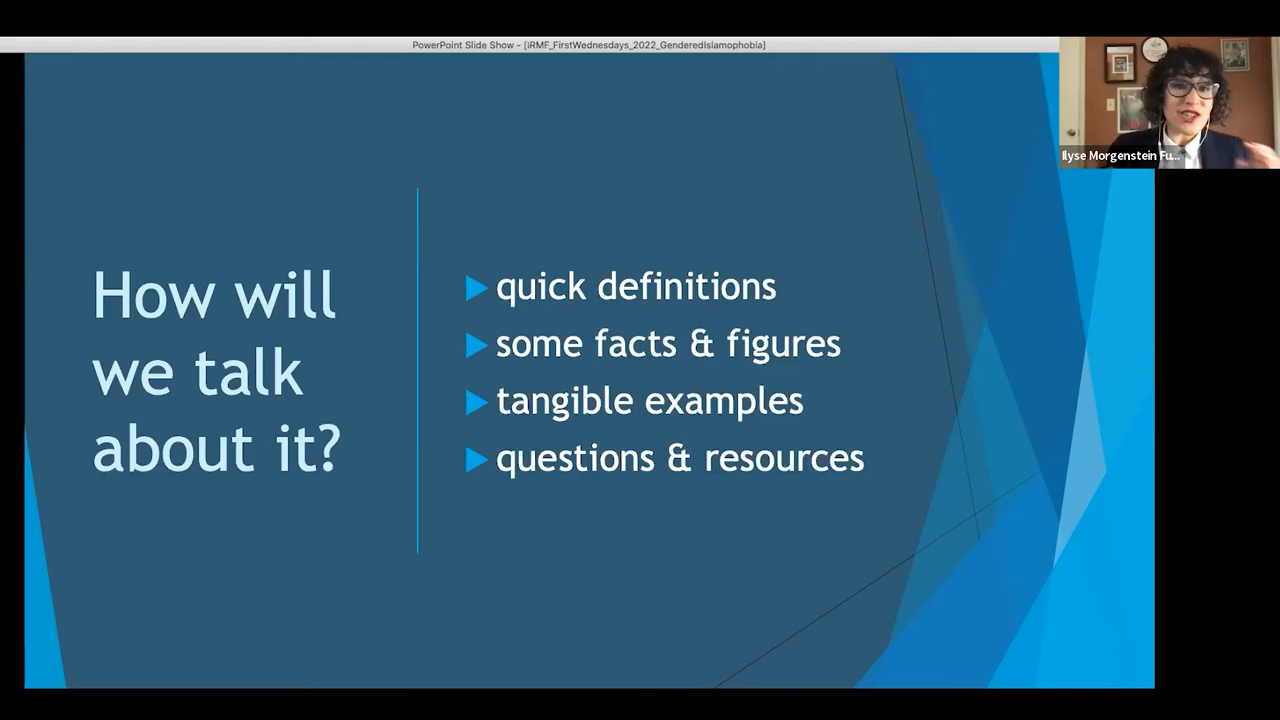 PowerPoint Slide Show - [iRMF_FirstWednesdays_2022_GenderedIslamophobia]
Ilyse Morgenstein Fu...
How will
we talk
about it?
quick definitions
some facts & figures
tangible examples
questions & resources